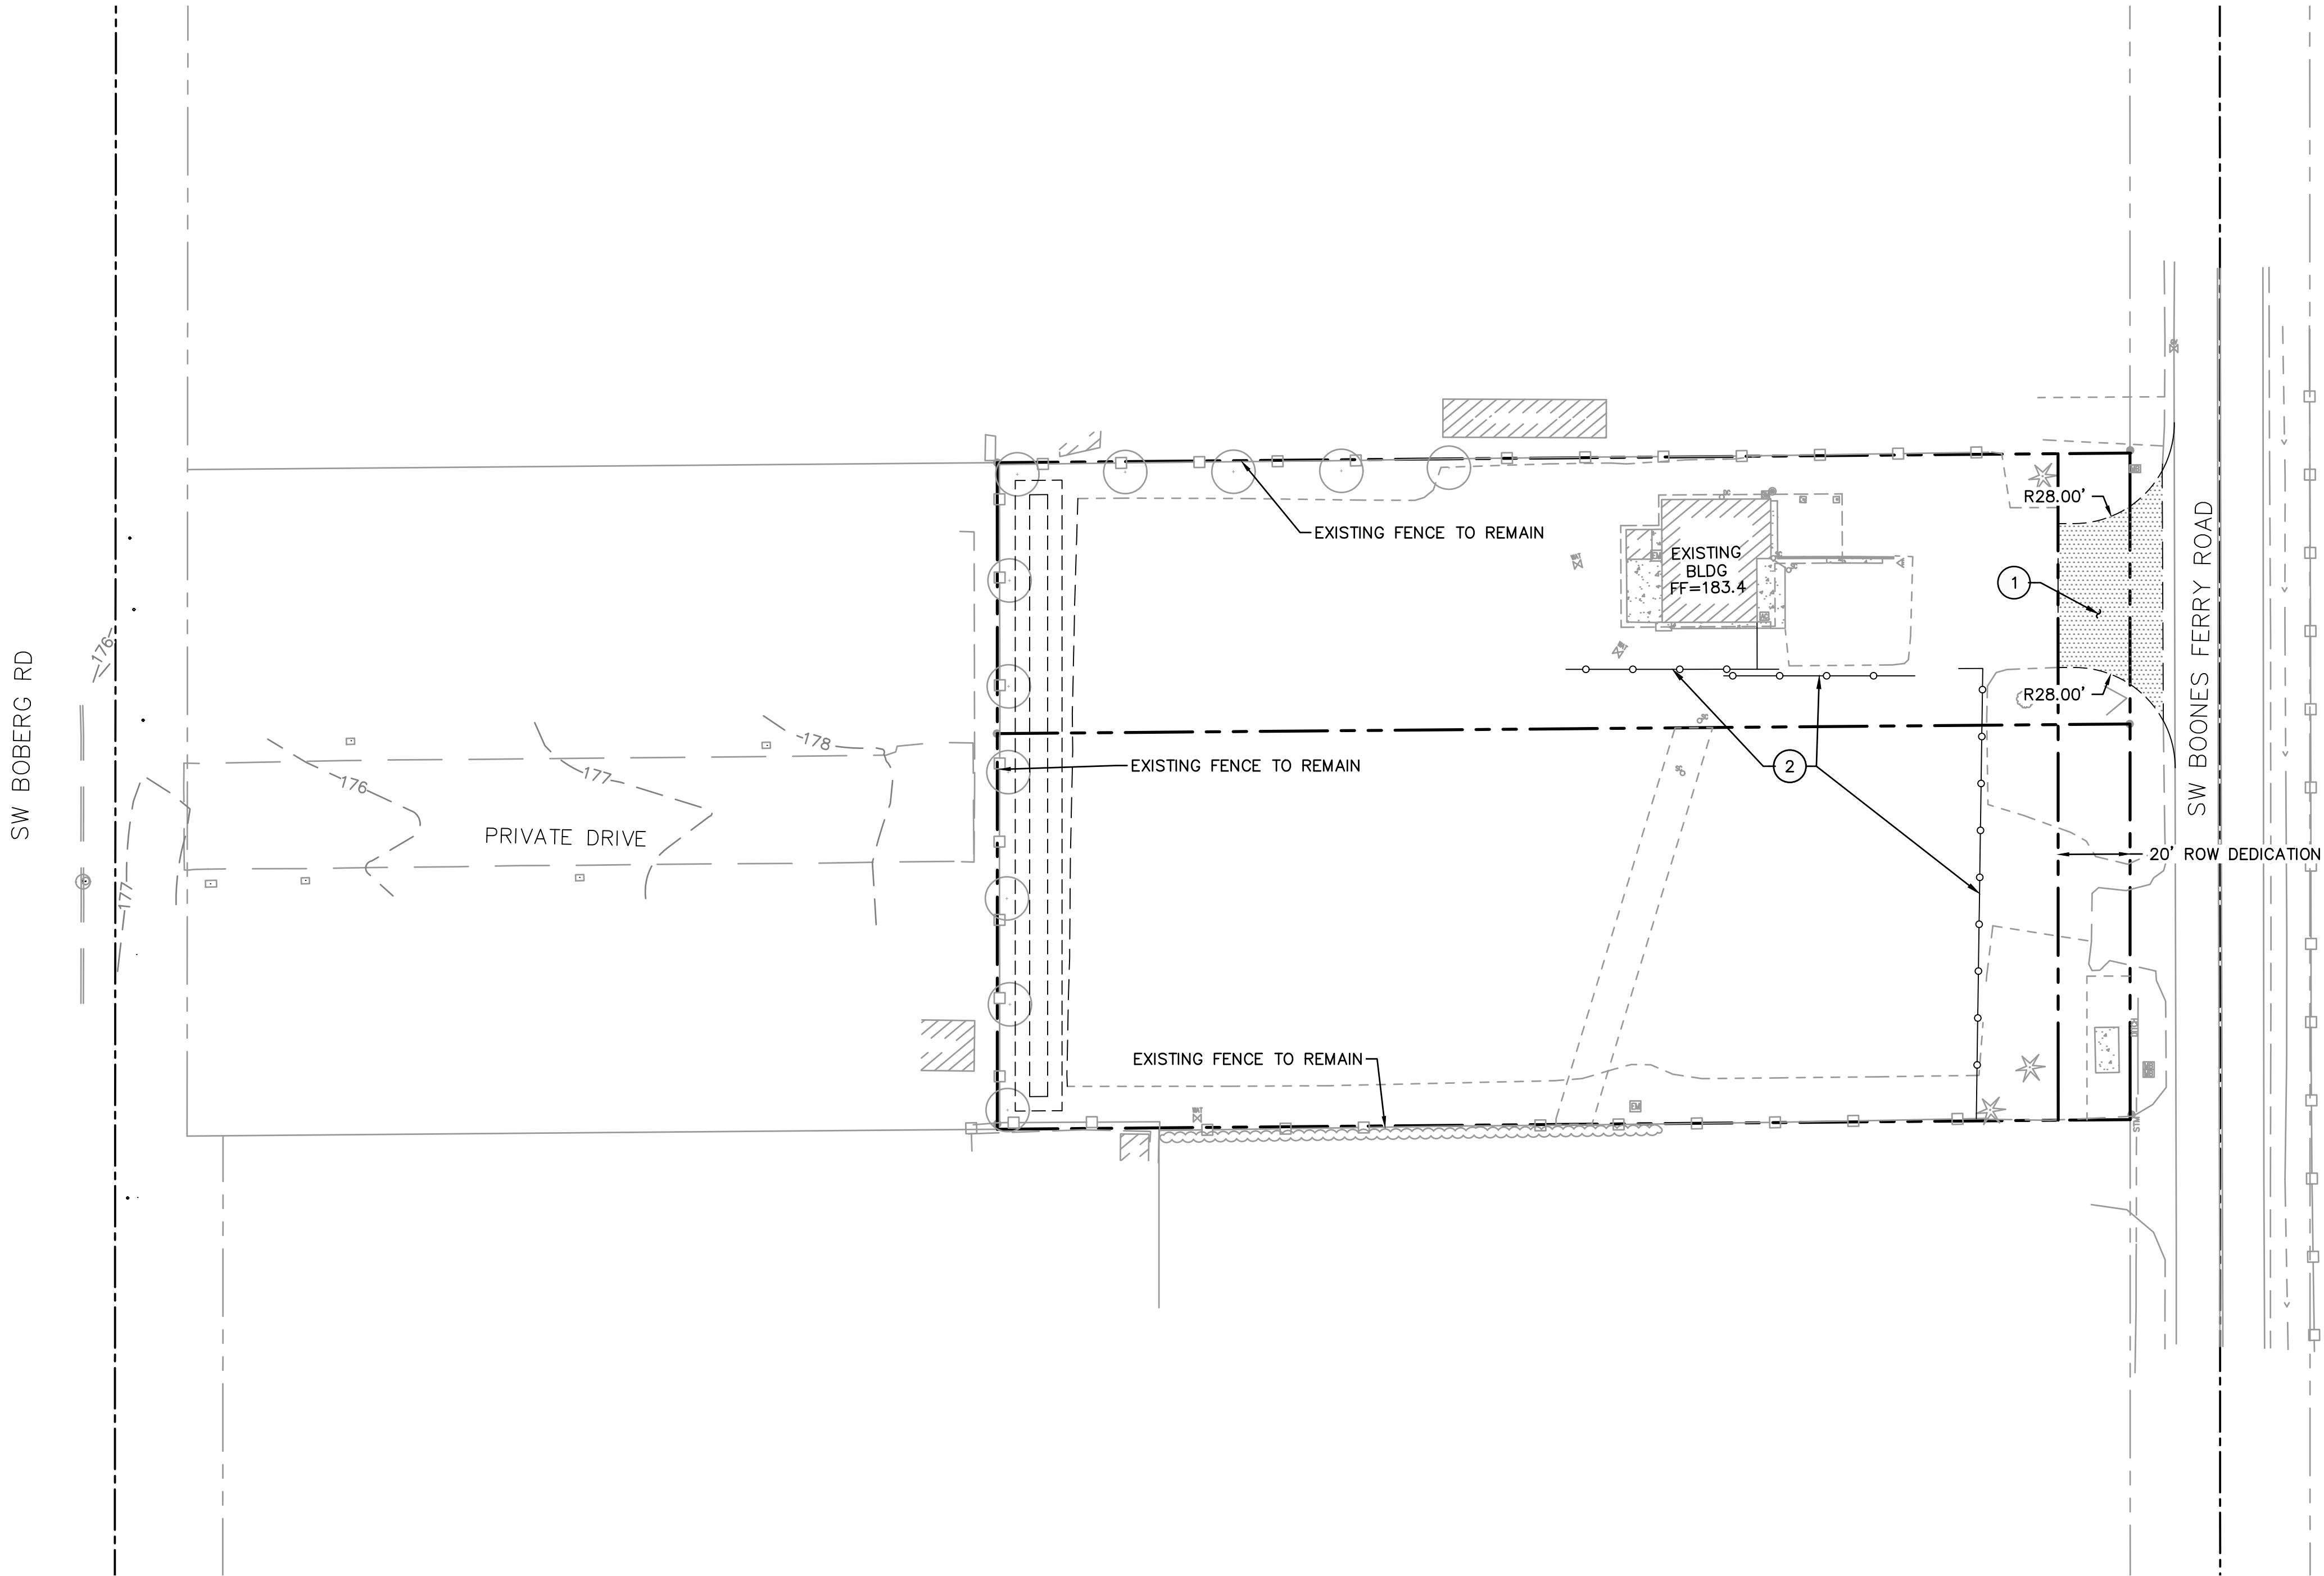 EXISTING FENCE TO REMAIN
EXISTING
BLDG
FF=183.4
R28.00'
1
R28.00'
SW BOONES FERRY ROAD
SW BOBERG RD
176
2
178
177
176
EXISTING FENCE TO REMAIN
PRIVATE DRIVE
177
20' ROW DEDICATION
EXISTING FENCE TO REMAIN
DITCH
STM